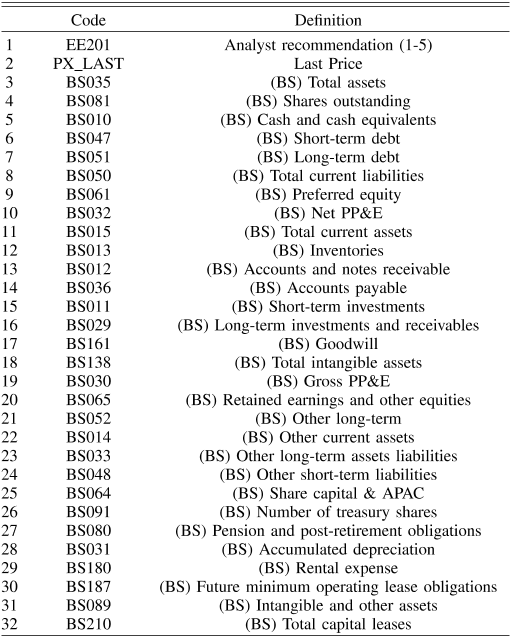 Code Definition
1 EE201 Analyst recommendation (1-5)
2 PX_LAST Last Price
3 BS035 (BS) Total assets
4 BS081 (BS) Shares outstanding
5 BS010 (BS) Cash and cash equivalents
6 BS047 (BS) Short-term debt
7 BS051 (BS) Long-term debt
8 BS050 (BS) Total current liabilities
9 BS061 (BS) Preferred equity
10 BS032 (BS) Net PP&E
11 BS015 (BS) Total current assets
12 BS013 (BS) Inventories
13 BS012 (BS) Accounts and notes receivable
14 BS036 (BS) Accounts payable
15 BS011 (BS) Short-term investments
16 BS029 (BS) Long-term investments and receivables
17 BS161 (BS) Goodwill
18 BS138 (BS) Total intangible assets
19 BS030 (BS) Gross PP&E
20 BS065 (BS) Retained earnings and other equities
21 BS052 (BS) Other long-term
22 BS014 (BS) Other current assets
23 BS033 (BS) Other long-term assets liabilities
24 BS048 (BS) Other short-term liabilities
25 BS064 (BS) Share capital & APAC
26 BS091 (BS) Number of treasury shares
27 BS080 (BS) Pension and post-retirement obligations
28 BS031 (BS) Accumulated depreciation
29 BS180 (BS) Rental expense
30 BS187 (BS) Future minimum operating lease obligations
31 BS089 (BS) Intangible and other assets
32 BS210 (BS) Total capital leases